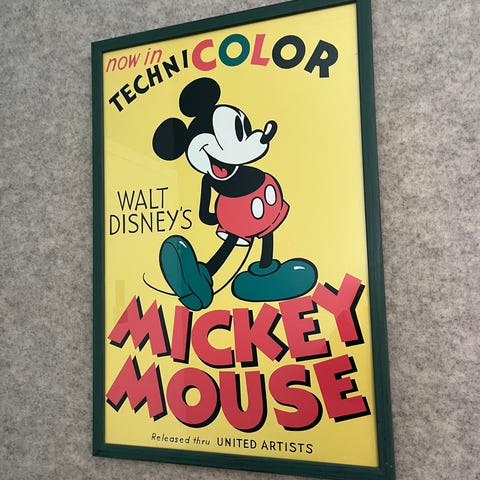 now in
TECHNICOLOR
WALT
DISNEY'S
MICKEY
MOUSE
Released thru UNITED ARTISTS